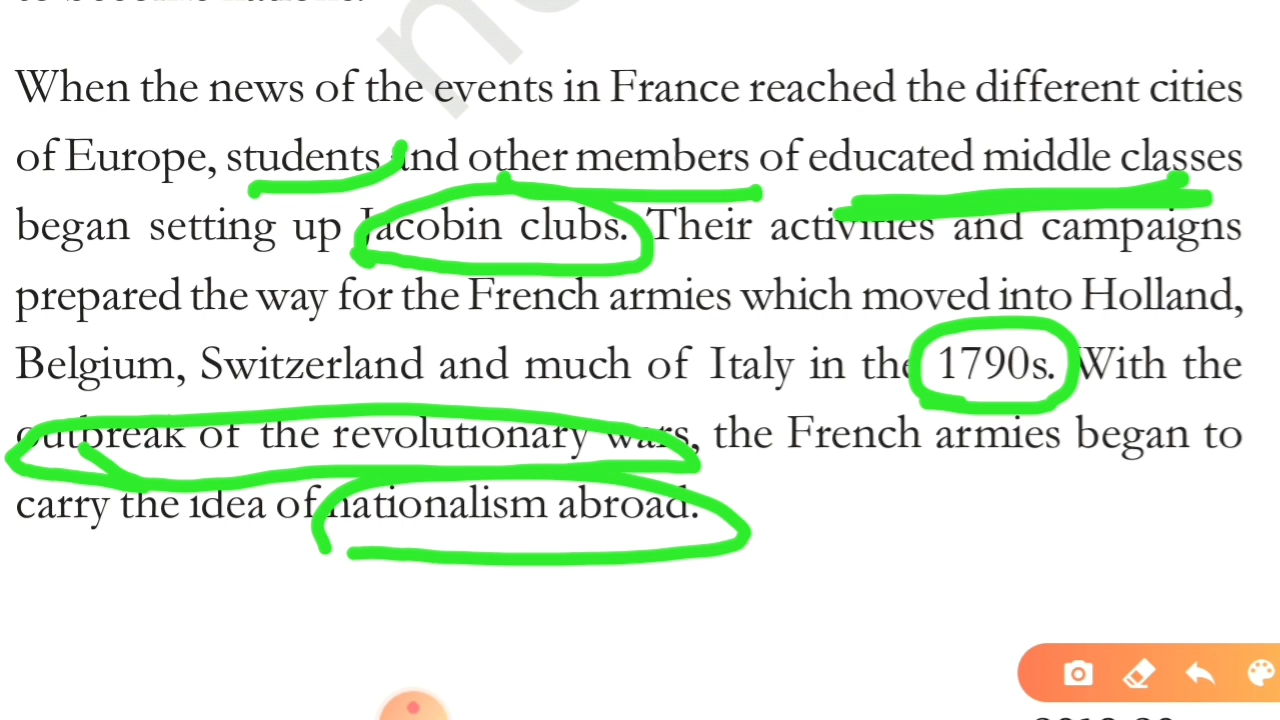 When the news of the events in France reached the different cities
of Europe, students and other members of educated middle classes
began setting up Jacobin clubs. Their activities and campaigns
prepared the way for the French armies which moved into Holland,
Belgium, Switzerland and much of Italy in the 1790s. With the
outbreak of the revolutionary wars, the French armies began to
carry the idea of nationalism abroad.